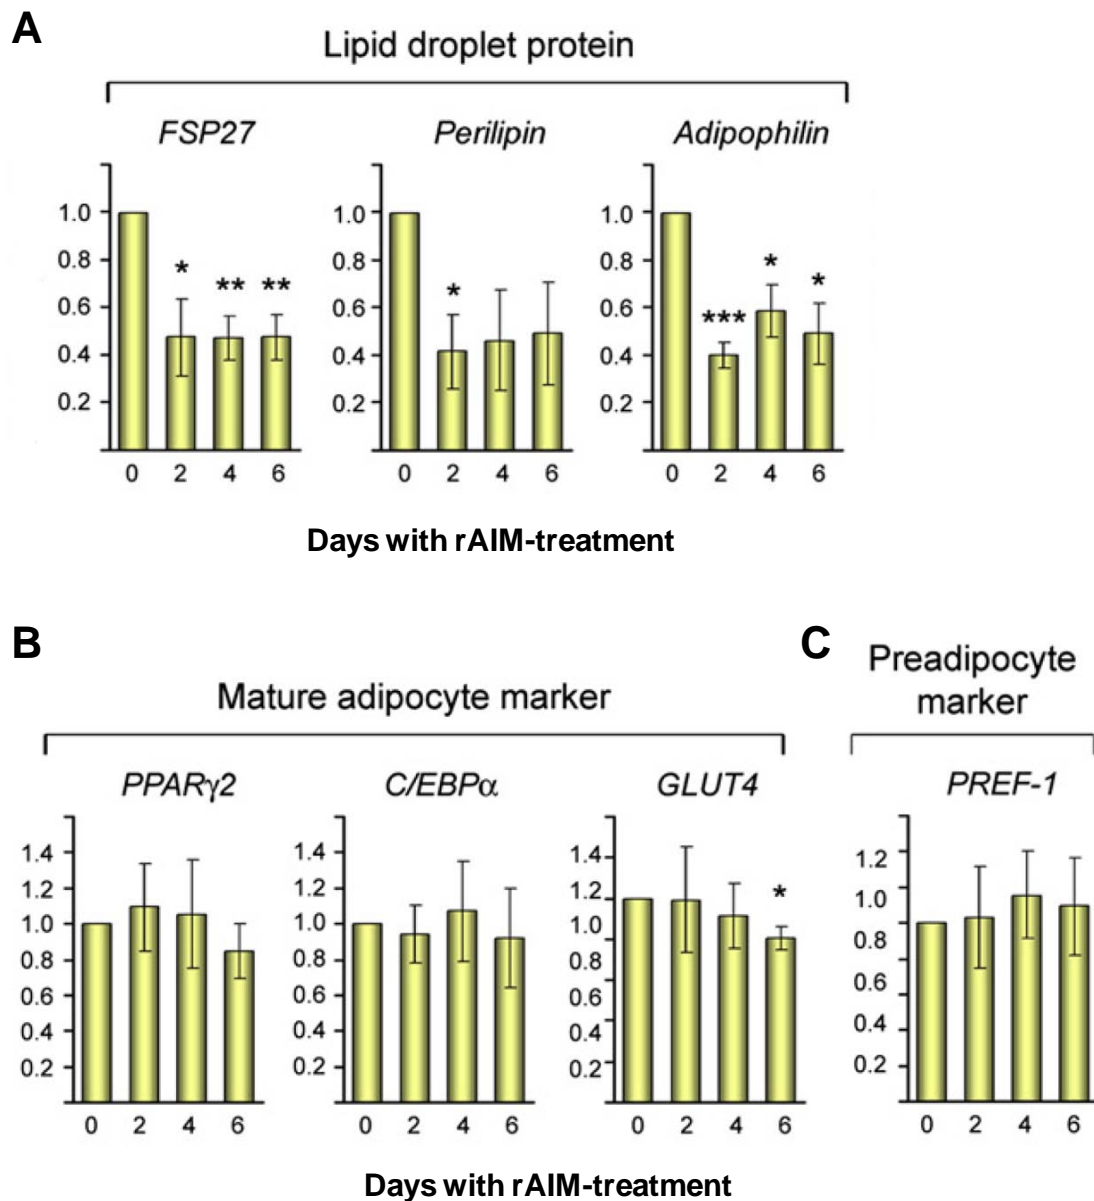 A
Lipid droplet protein
FSP27
Perilipin
Adipophilin
1.0
0.8
0.6
0.4
0.2
*
**
**
0 2 4 6
1.0
0.8
0.6
0.4
0.2
*
0 2 4 6
1.0
0.8
0.6
0.4
0.2
***
*
*
0 2 4 6
Days with rAIM-treatment
B
Mature adipocyte marker
PPARγ2
C/EBPα
GLUT4
1.4
1.2
1.0
0.8
0.6
0.4
0.2
0 2 4 6
1.4
1.2
1.0
0.8
0.6
0.4
0.2
0 2 4 6
1.4
1.2
1.0
0.8
0.6
0.4
0.2
*
0 2 4 6
C
Preadipocyte
marker
PREF-1
1.2
1.0
0.8
0.6
0.4
0.2
0 2 4 6
Days with rAIM-treatment